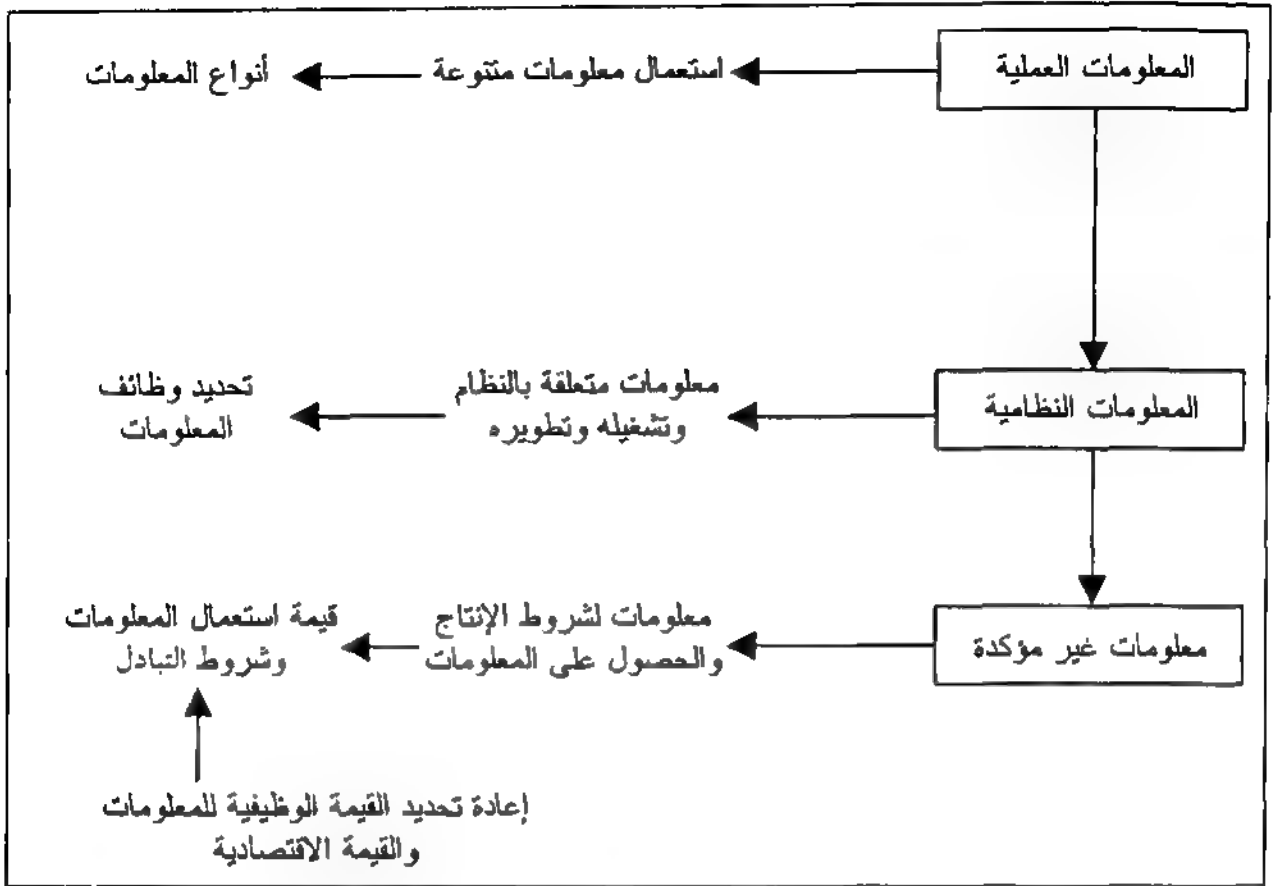 المعلومات العملية
استعمال معلومات متنوعة
أنواع المعلومات
المعلومات النظامية
معلومات متعلقة بالنظام
وتشغيله وتطويره
تحديد وظائف
المعلومات
معلومات غير مؤكدة
معلومات لشروط الإنتاج
والحصول على المعلومات
قيمة استعمال المعلومات
وشروط التبادل
إعادة تحديد القيمة الوظيفية للمعلومات
والقيمة الاقتصادية